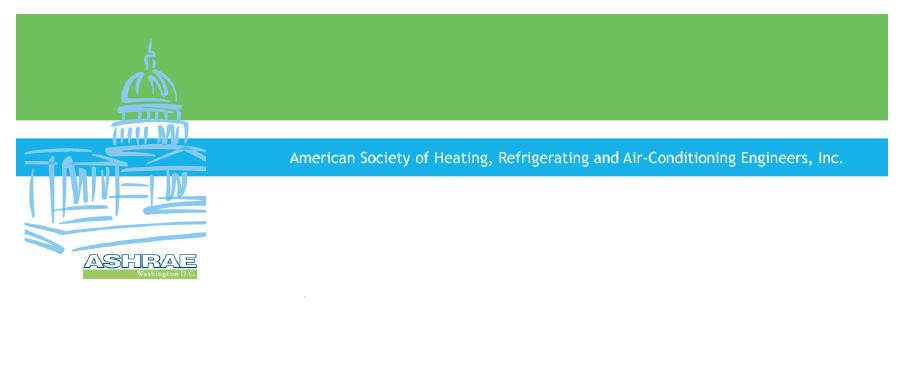 American Society of Heating, Refrigerating and Air-Conditioning Engineers, Inc.
ASHRAE
Washington D.C.